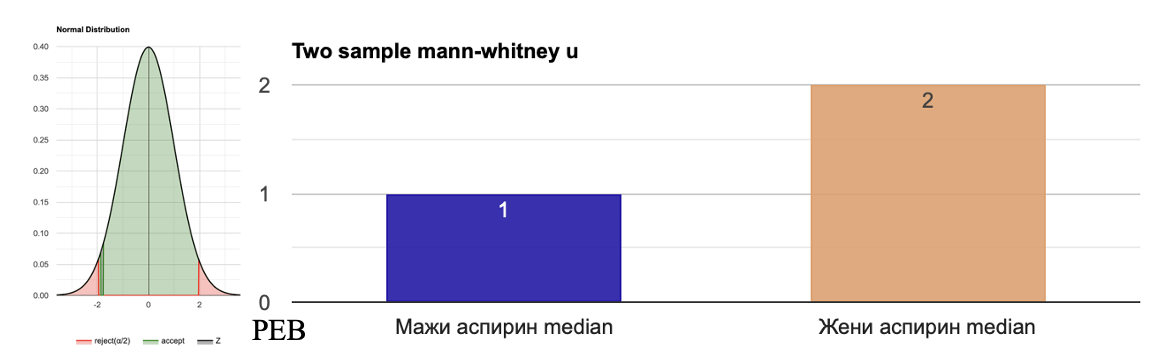 Normal Distribution
0.40
0.35
0.30
0.25
0.20
0.15
0.10
0.05
0.00
-2 0 2
reject(α/2) accept Z
Two sample mann-whitney u
2
1
0
2
1
Мажи аспирин median Жени аспирин median
РЕВ